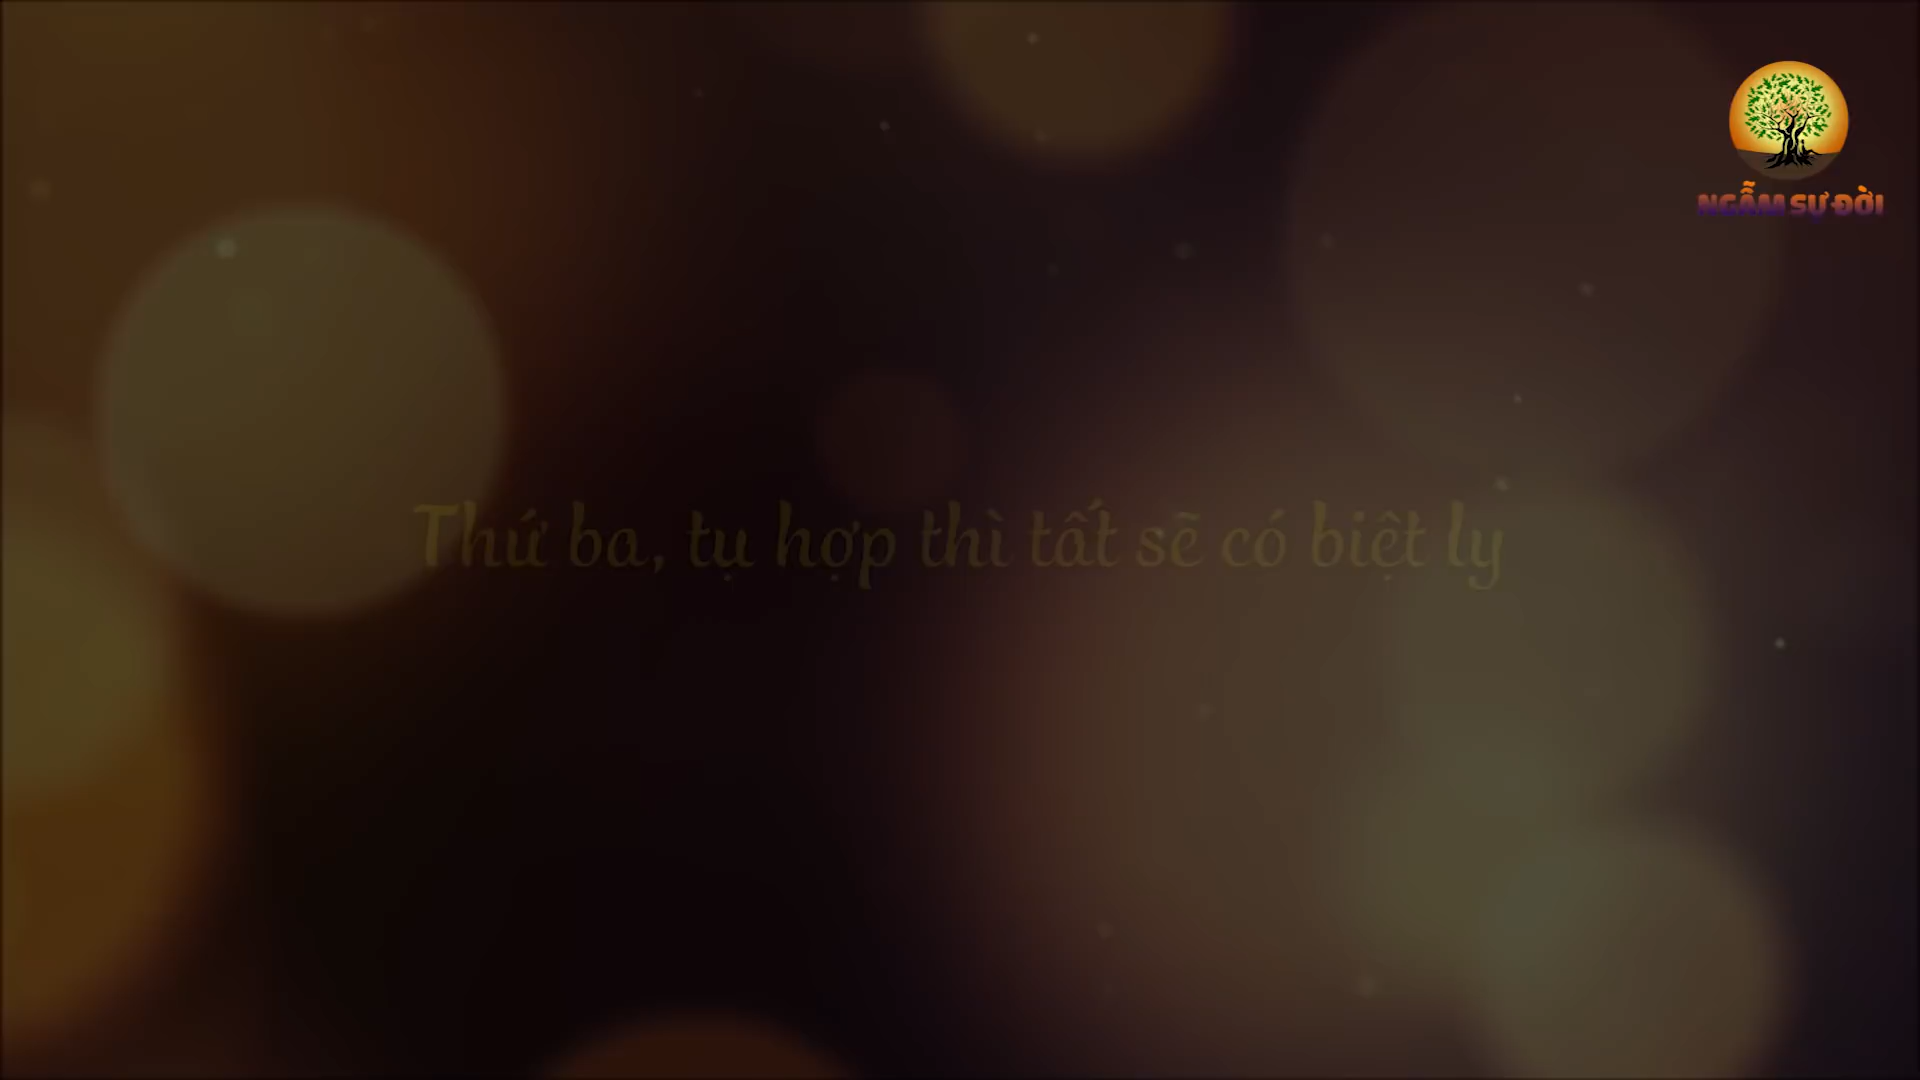 NGẪM SỰ ĐỜI
Thứ ba, tụ hợp thì tất sẽ có biệt ly